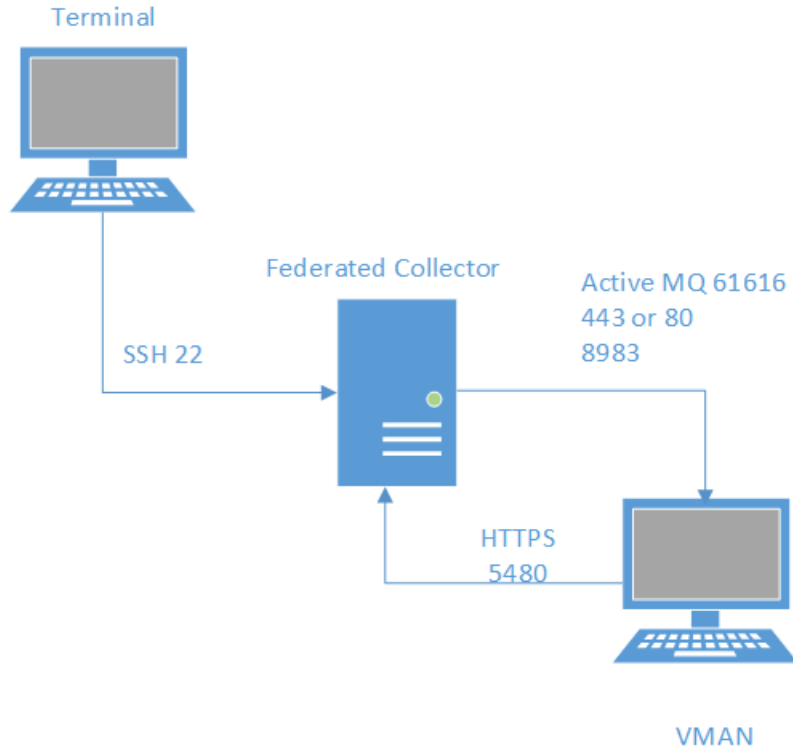 Terminal
Federated Collector
Active MQ 61616
443 or 80
8983
SSH 22
HTTPS
5480
VMAN